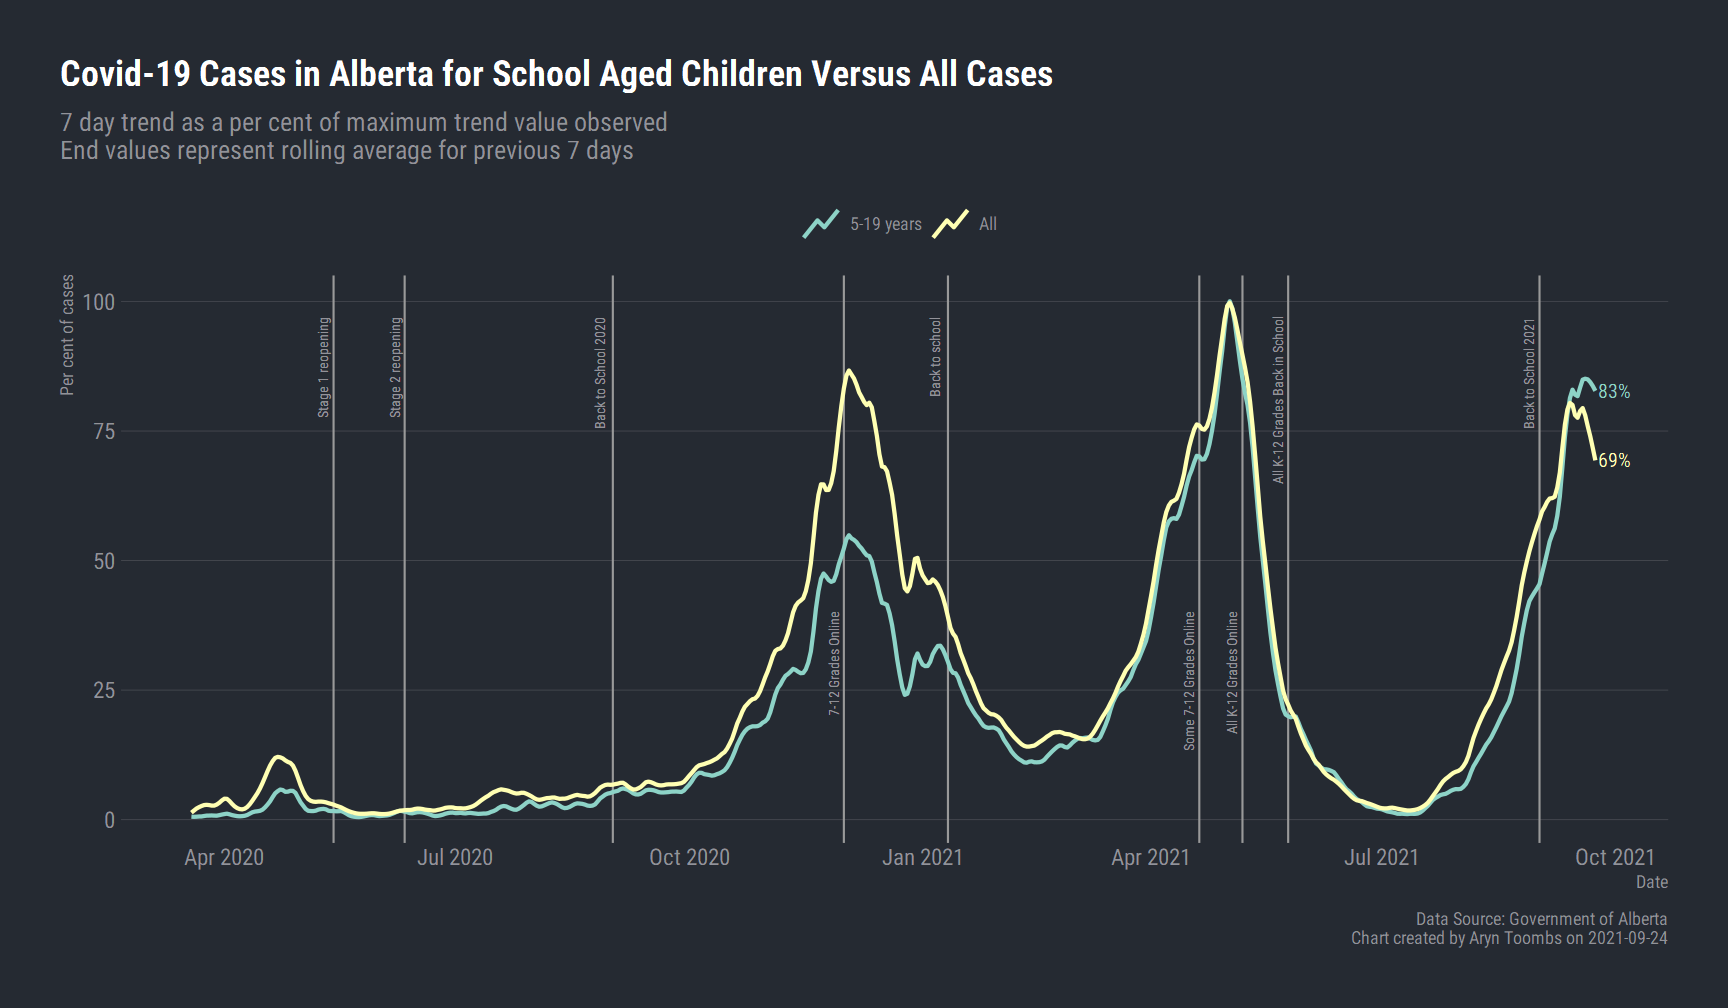 Covid-19 Cases in Alberta for School Aged Children Versus All Cases
7 day trend as a per cent of maximum trend value observed
End values represent rolling average for previous 7 days
5-19 years
All
Per cent of cases
100
75
50
25
0
Stage 1 reopening
Stage 2 reopening
Back to School 2020
7-12 Grades Online
Back to school
Some 7-12 Grades Online
All K-12 Grades Online
All K-12 Grades Back in School
Back to School 2021
83%
69%
Apr 2020
Jul 2020
Oct 2020
Jan 2021
Apr 2021
Jul 2021
Oct 2021
Date
Data Source: Government of Alberta
Chart created by Aryn Toombs on 2021-09-24